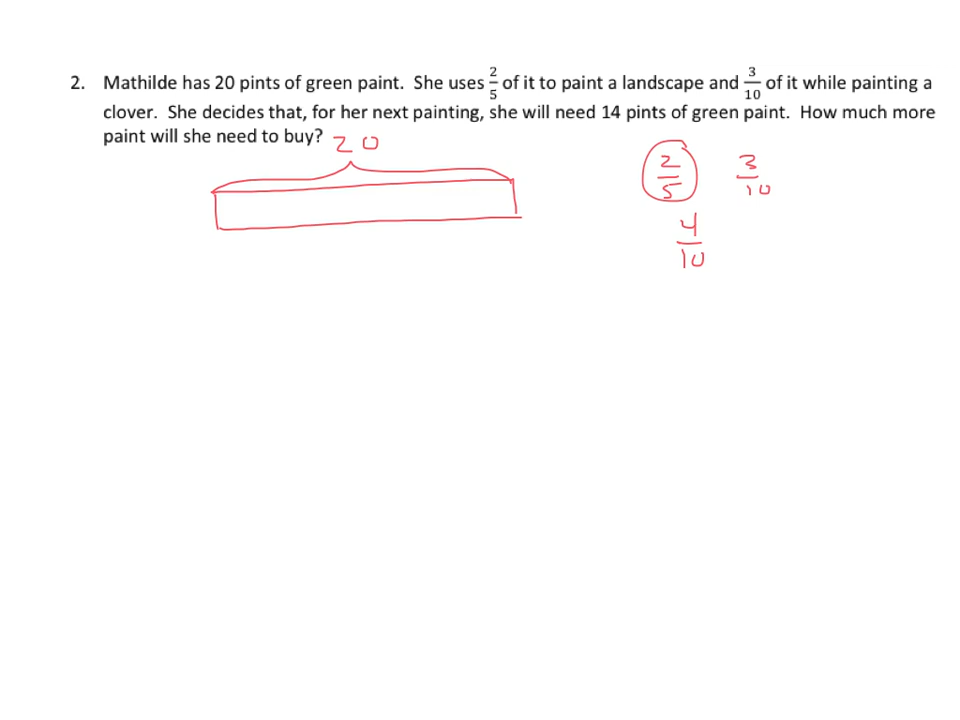 2. Mathilde has 20 pints of green paint. She uses 2/5 of it to paint a landscape and 3/10 of it while painting a
clover. She decides that, for her next painting, she will need 14 pints of green paint. How much more
paint will she need to buy?
20
2/5 3/10
4/10